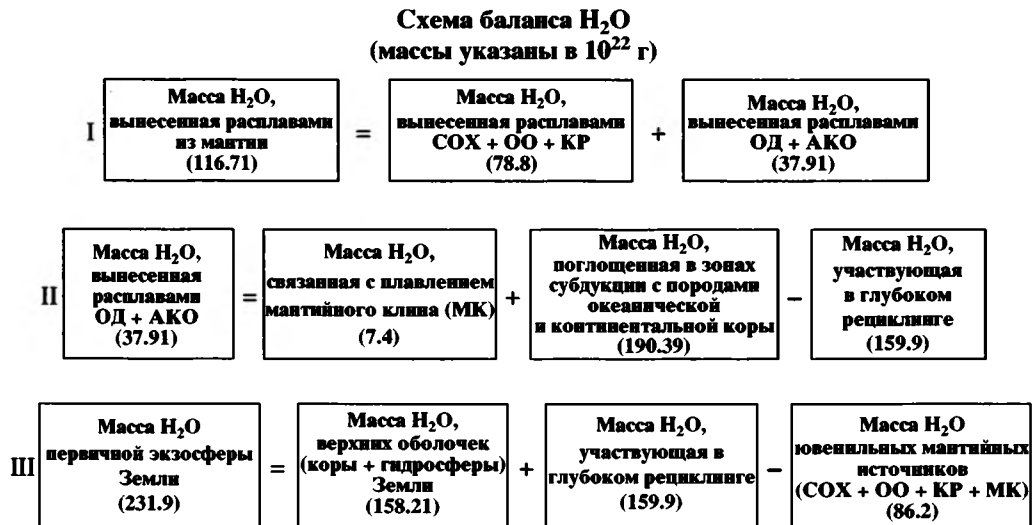 Схема баланса H₂O
(массы указаны в 10²² г)
I
Масса H₂O,
вынесенная расплавами
из мантии
(116.71)
=
Масса H₂O,
вынесенная расплавами
СОХ + ОО + КР
(78.8)
+
Масса H₂O,
вынесенная расплавами
ОД + АКО
(37.91)
II
Масса H₂O,
вынесенная
расплавами
ОД + АКО
(37.91)
=
Масса H₂O,
связанная с плавлением
мантийного клина (МК)
(7.4)
+
Масса H₂O,
поглощенная в зонах
субдукции с породами
океанической
и континентальной коры
(190.39)
−
Масса H₂O,
участвующая
в глубоком
рециклинге
(159.9)
III
Масса H₂O
первичной экзосферы
Земли
(231.9)
=
Масса H₂O,
верхних оболочек
(коры + гидросферы)
Земли
(158.21)
+
Масса H₂O,
участвующая в
глубоком рециклинге
(159.9)
−
Масса H₂O
ювенильных мантийных
источников
(СОХ + ОО + КР + МК)
(86.2)